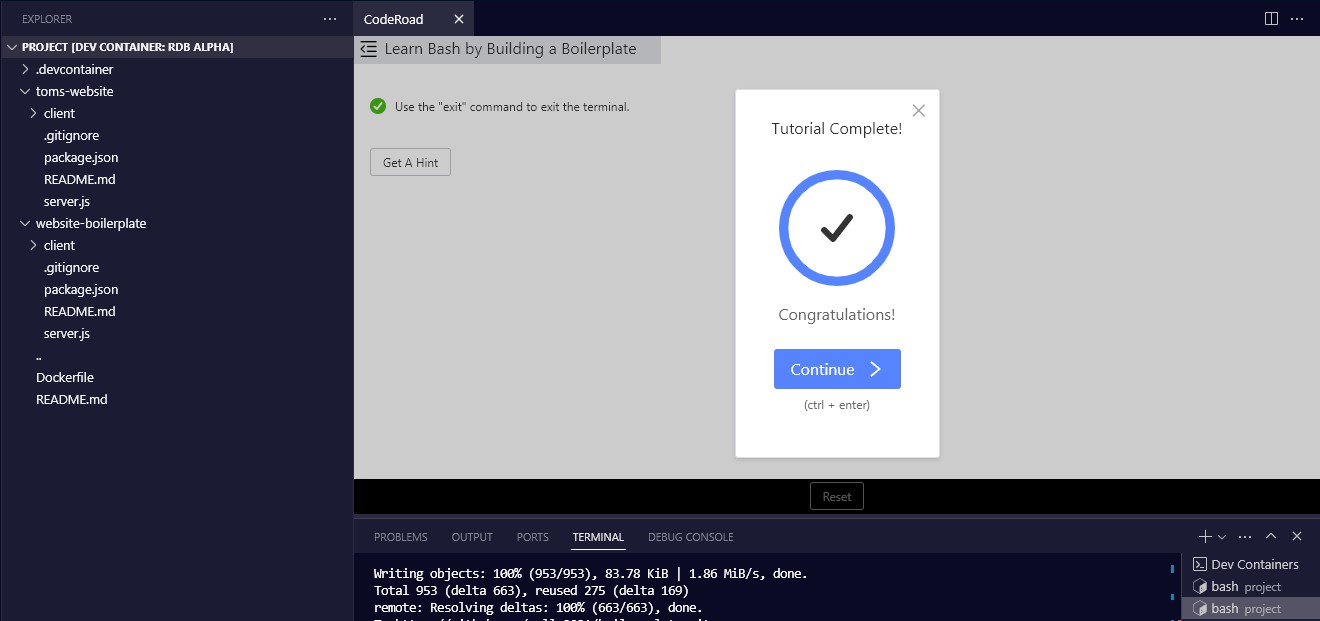 EXPLORER
PROJECT [DEV CONTAINER: RDB ALPHA]
.devcontainer
toms-website
client
.gitignore
package.json
README.md
server.js
website-boilerplate
client
.gitignore
package.json
README.md
server.js
..
Dockerfile
README.md
CodeRoad
Learn Bash by Building a Boilerplate
Use the "exit" command to exit the terminal.
Get A Hint
Tutorial Complete!
Congratulations!
Continue
(ctrl + enter)
Reset
PROBLEMS OUTPUT PORTS TERMINAL DEBUG CONSOLE
Writing objects: 100% (953/953), 83.78 KiB | 1.86 MiB/s, done.
Total 953 (delta 663), reused 275 (delta 169)
remote: Resolving deltas: 100% (663/663), done.
Dev Containers
bash project
bash project